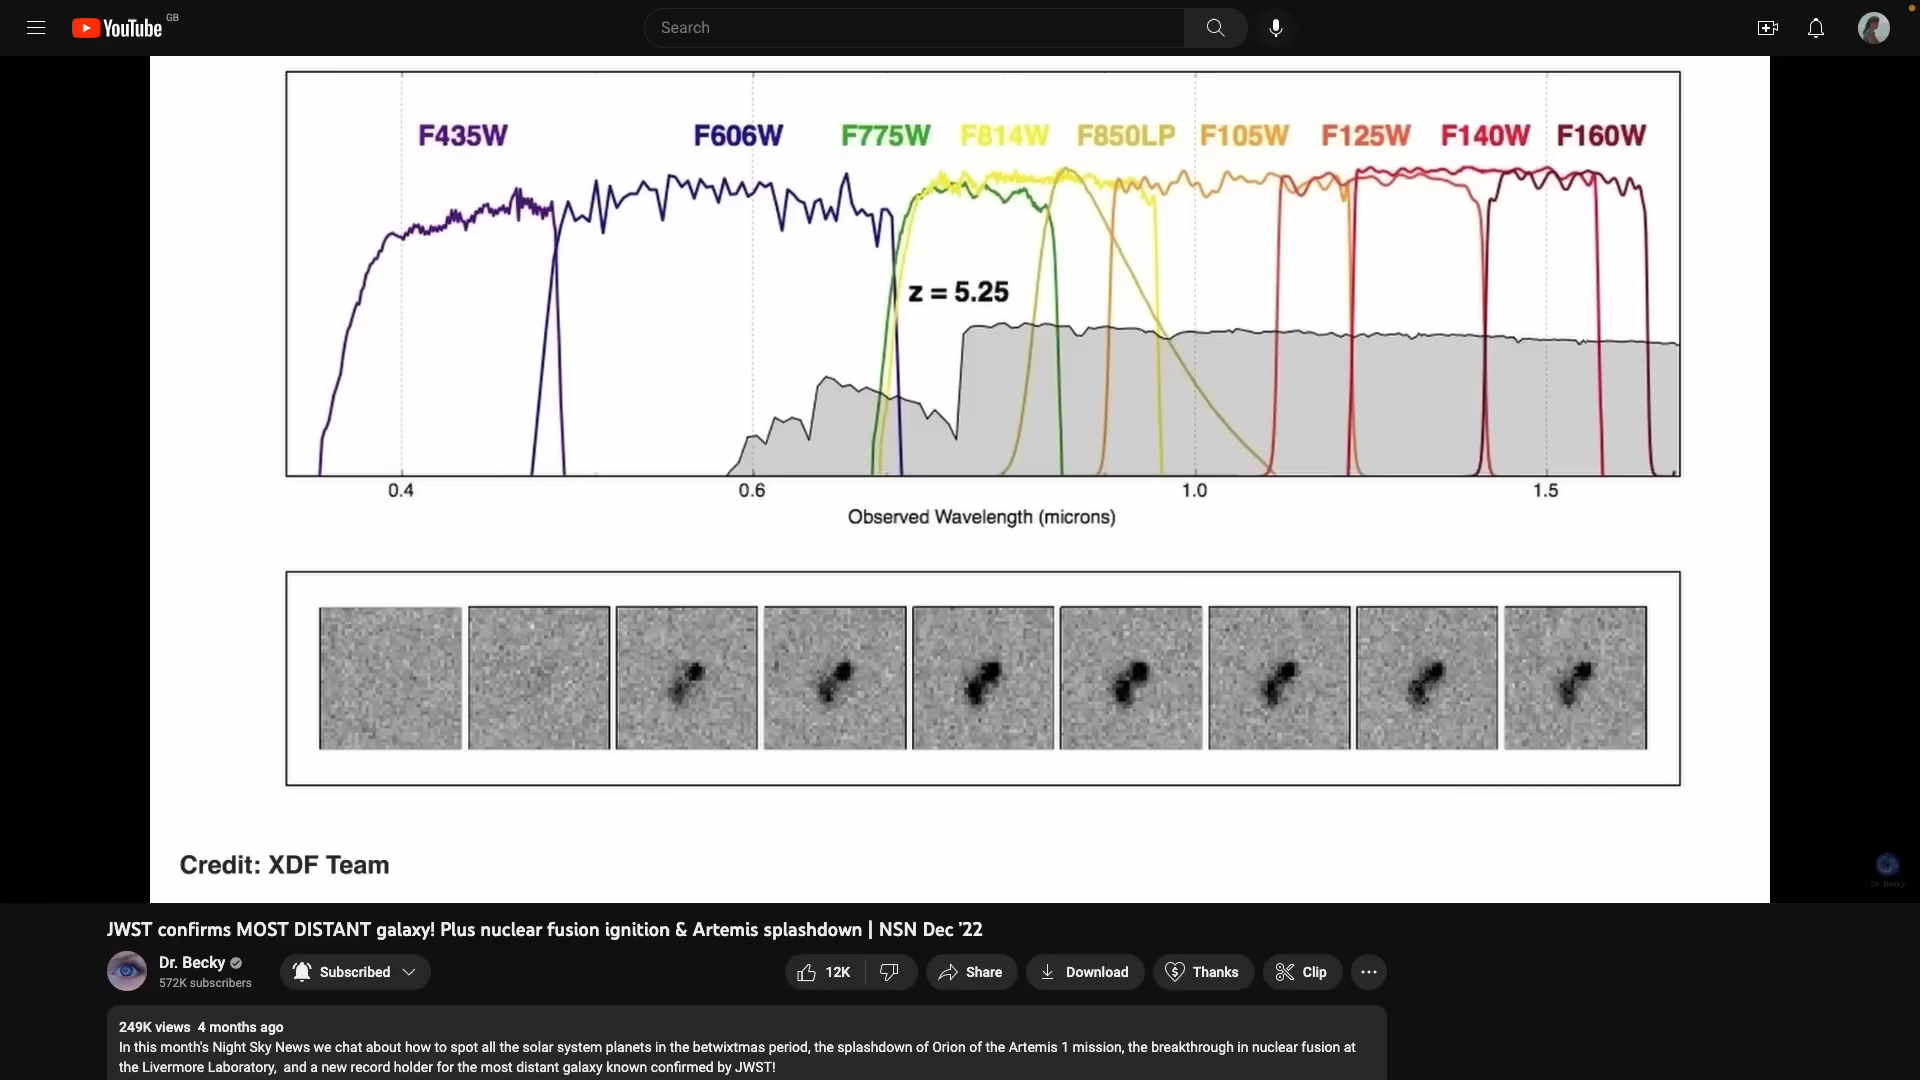 YouTube GB
Search
F435W F606W F775W F814W F850LP F105W F125W F140W F160W
z = 5.25
0.4 0.6 1.0 1.5
Observed Wavelength (microns)
Credit: XDF Team
Dr. Becky
JWST confirms MOST DISTANT galaxy! Plus nuclear fusion ignition & Artemis splashdown | NSN Dec '22
Dr. Becky
572K subscribers
Subscribed
12K
Share
Download
Thanks
Clip
249K views 4 months ago
In this month's Night Sky News we chat about how to spot all the solar system planets in the betwixtmas period, the splashdown of Orion of the Artemis 1 mission, the breakthrough in nuclear fusion at
the Livermore Laboratory, and a new record holder for the most distant galaxy known confirmed by JWST!